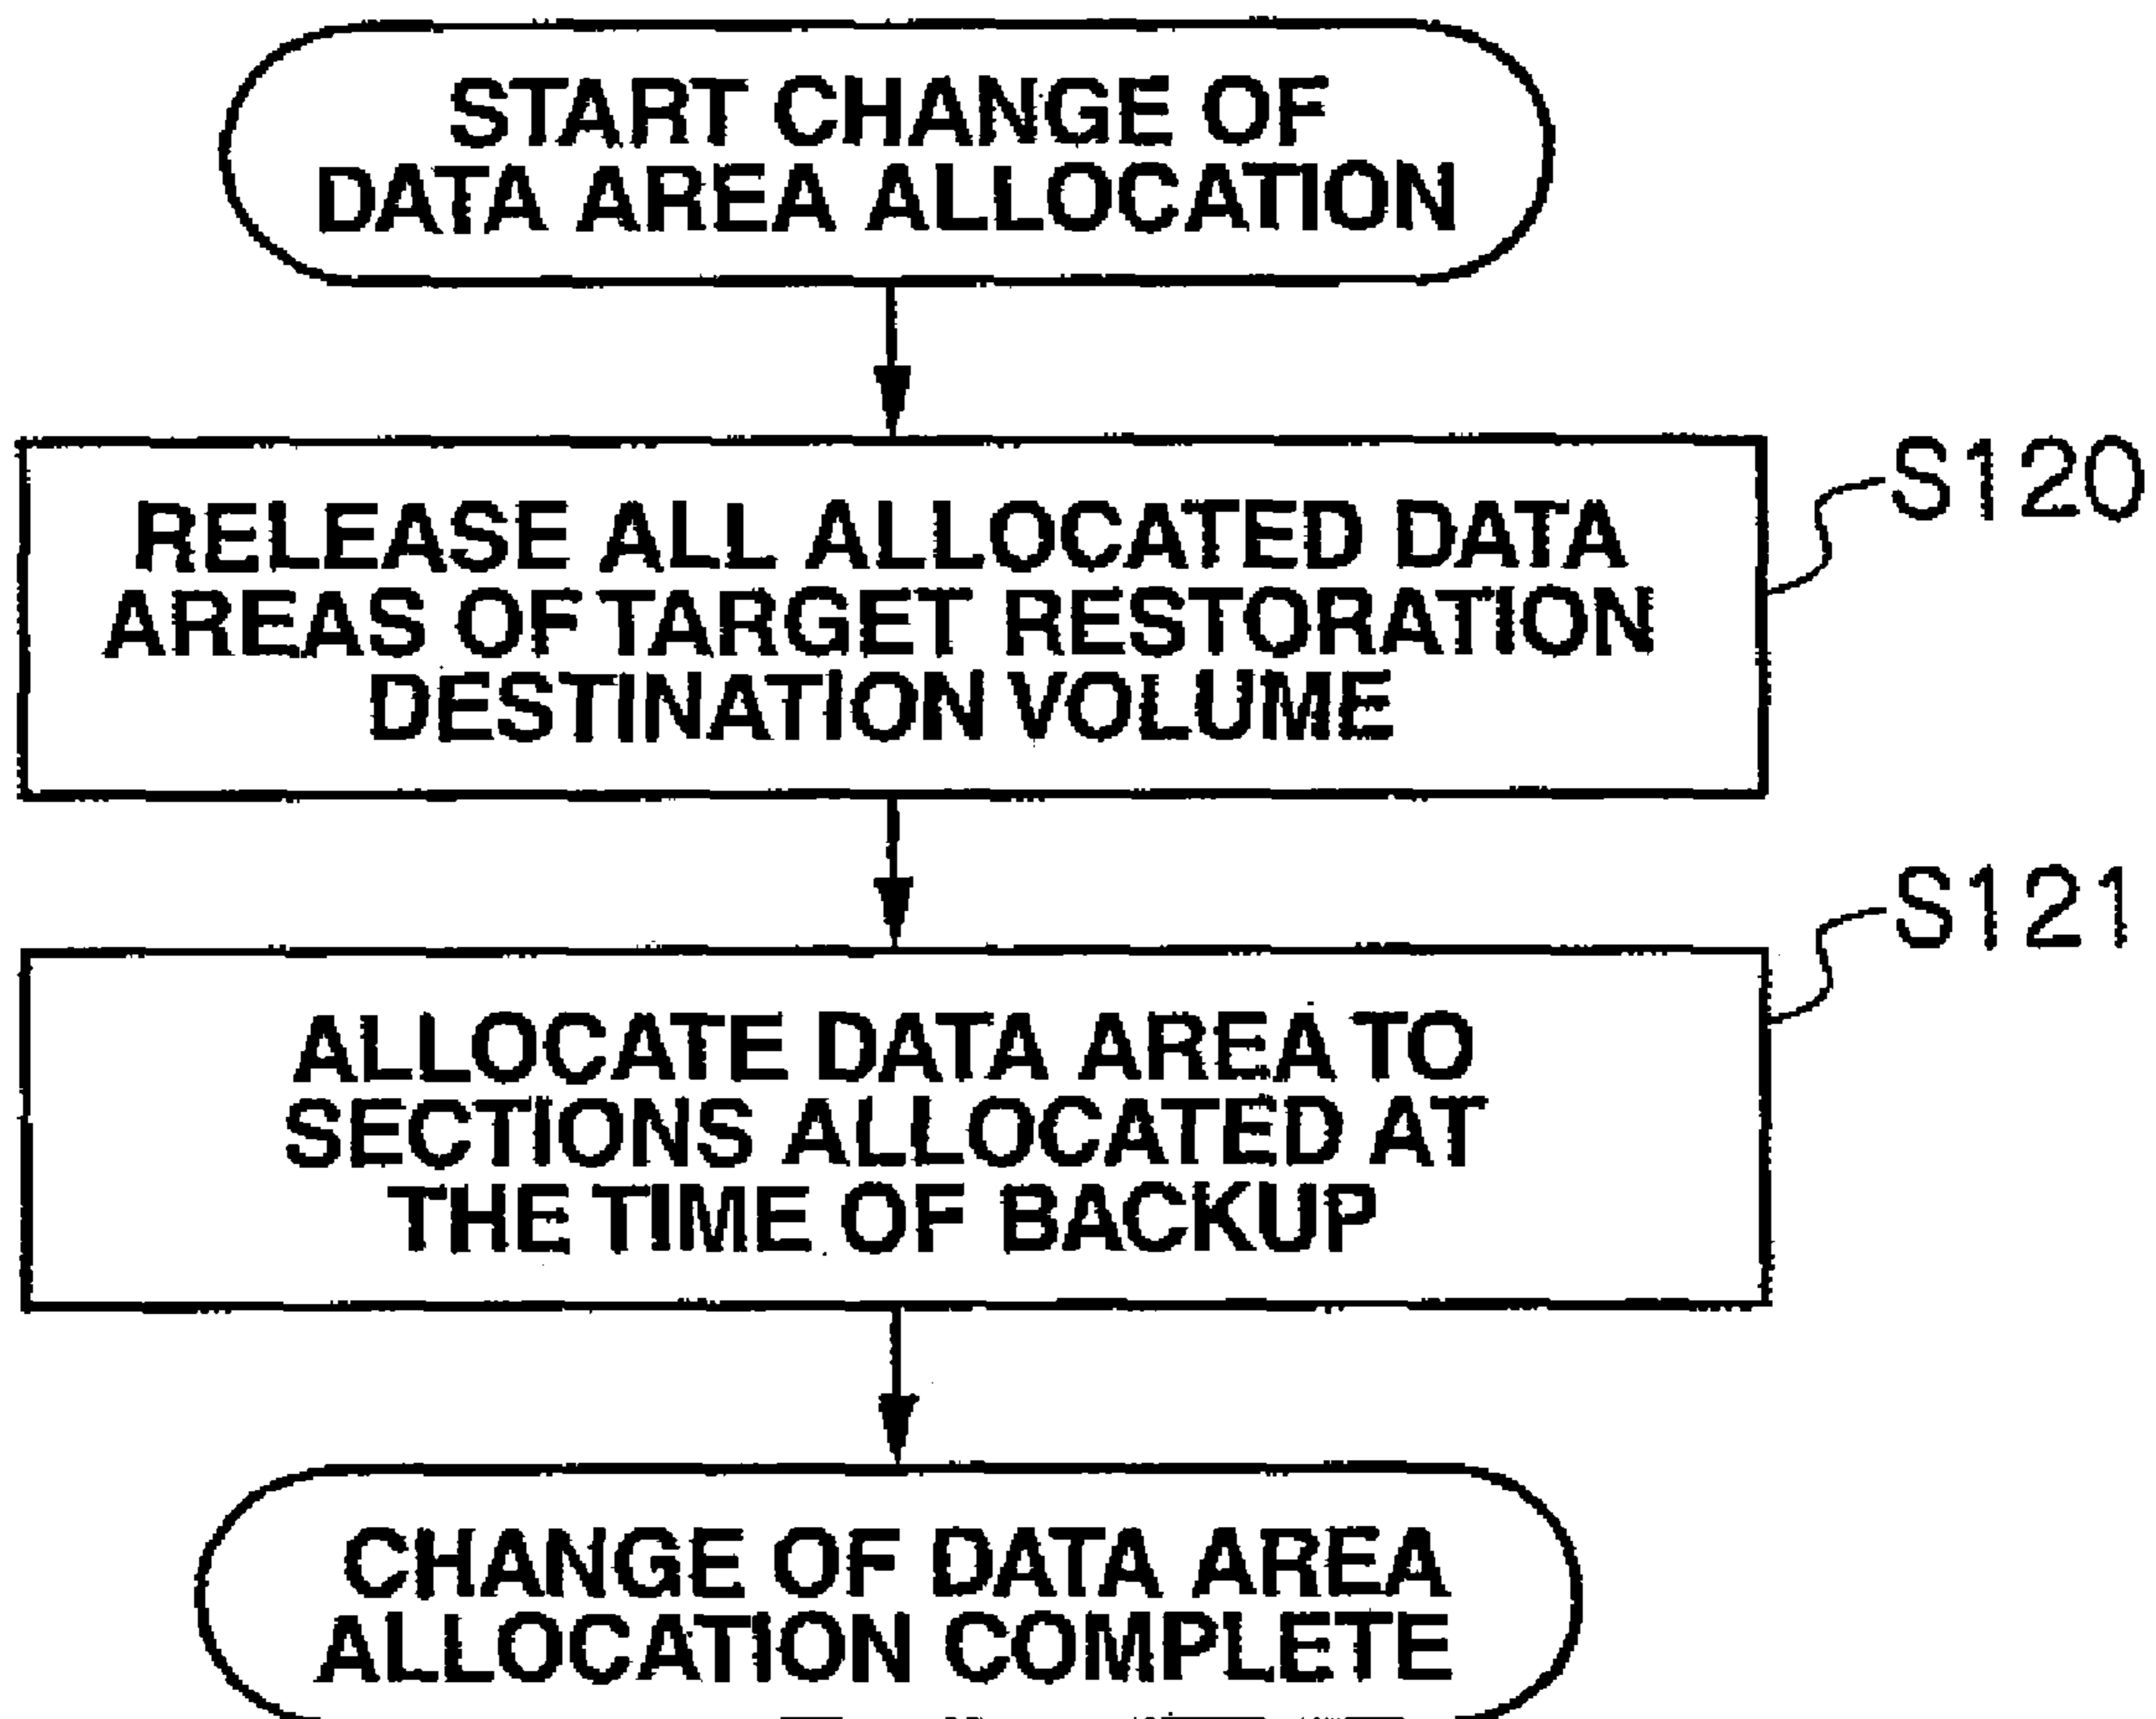 START CHANGE OF
DATA AREA ALLOCATION
S120
RELEASE ALL ALLOCATED DATA
AREAS OF TARGET RESTORATION
DESTINATION VOLUME
S121
ALLOCATE DATA AREA TO
SECTIONS ALLOCATED AT
THE TIME OF BACKUP
CHANGE OF DATA AREA
ALLOCATION COMPLETE